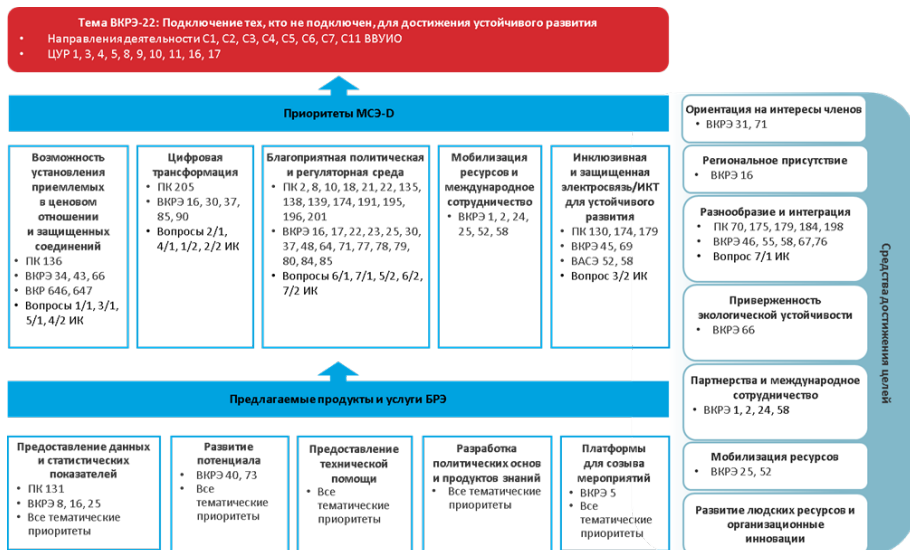 Тема ВКРЭ-22: Подключение тех, кто не подключен, для достижения устойчивого развития
• Направления деятельности C1, C2, C3, C4, C5, C6, C7, C11 ВВУИО
• ЦУР 1, 3, 4, 5, 8, 9, 10, 11, 16, 17
Приоритеты МСЭ-D
Возможность
установления
приемлемых
в ценовом
отношении
и защищенных
соединений
• ПК 136
• ВКРЭ 34, 43, 66
• ВКР 646, 647
• Вопросы 1/1, 3/1,
5/1, 4/2 ИК
Цифровая
трансформация
• ПК 205
• ВКРЭ 16, 30, 37,
85, 90
• Вопросы 2/1,
4/1, 1/2, 2/2 ИК
Благоприятная политическая
и регуляторная среда
• ПК 2, 8, 10, 18, 21, 22, 135,
138, 139, 174, 191, 195,
196, 201
• ВКРЭ 16, 17, 22, 23, 25, 30,
37, 48, 64, 71, 77, 78, 79,
80, 84, 85
• Вопросы 6/1, 7/1, 5/2, 6/2,
7/2 ИК
Мобилизация
ресурсов и
международное
сотрудничество
• ВКРЭ 1, 2, 24,
25, 52, 58
Инклюзивная
и защищенная
электросвязь/ИКТ
для устойчивого
развития
• ПК 130, 174, 179
• ВКРЭ 45, 69
• ВАСЭ 52, 58
• Вопрос 3/2 ИК
Предлагаемые продукты и услуги БРЭ
Предоставление данных
и статистических
показателей
• ПК 131
• ВКРЭ 8, 16, 25
• Все тематические
приоритеты
Развитие
потенциала
• ВКРЭ 40, 73
• Все
тематические
приоритеты
Предоставление
технической
помощи
• Все
тематические
приоритеты
Разработка
политических основ
и продуктов знаний
• Все тематические
приоритеты
Платформы
для созыва
мероприятий
• ВКРЭ 5
• Все
тематические
приоритеты
Ориентация на интересы членов
• ВКРЭ 31, 71
Региональное присутствие
• ВКРЭ 16
Разнообразие и интеграция
• ПК 70, 175, 179, 184, 198
• ВКРЭ 46, 55, 58, 67,76
• Вопрос 7/1 ИК
Приверженность
экологической устойчивости
• ВКРЭ 66
Партнерства и международное
сотрудничество
• ВКРЭ 1, 2, 24, 58
Мобилизация ресурсов
• ВКРЭ 25, 52
Развитие людских ресурсов и
организационные
инновации
Средства достижения целей